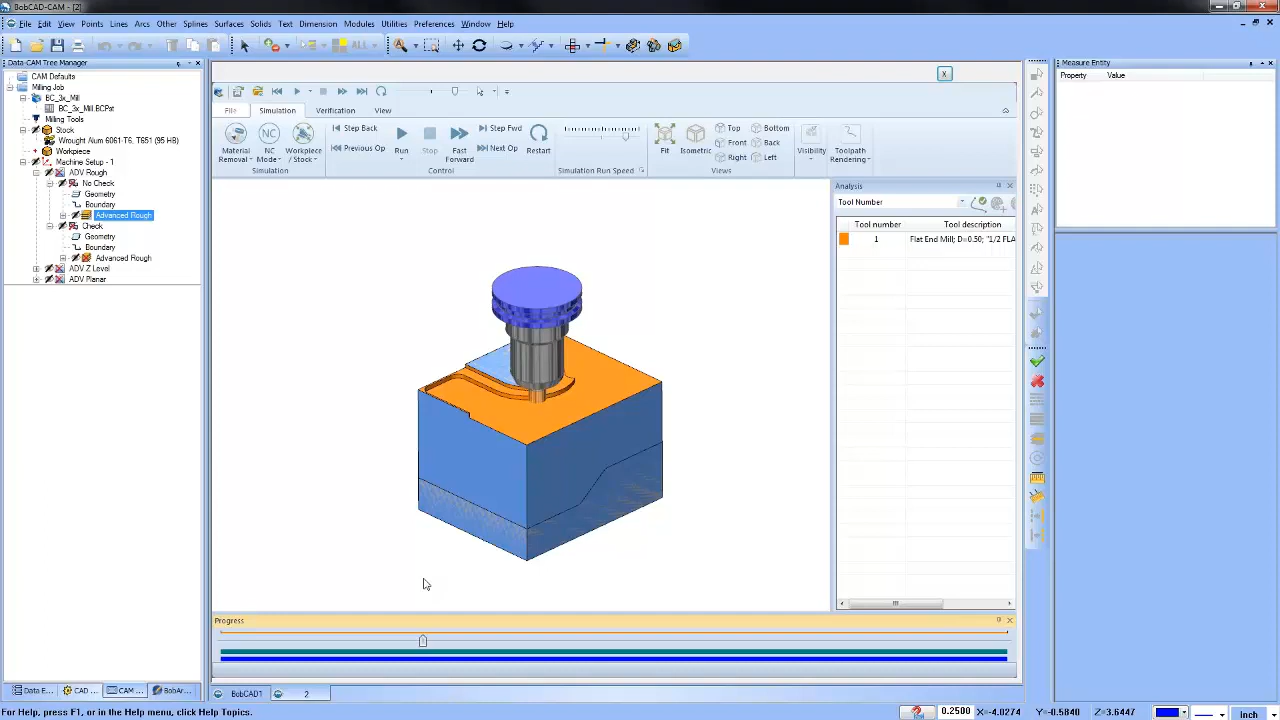 BobCAD-CAM - [2]
File Edit View Points Lines Arcs Other Splines Surfaces Solids Text Dimension Modules Utilities Preferences Window Help
ALL
Data-CAM Tree Manager
CAM Defaults
Milling Job
BC_3x_Mill
BC_3x_Mill.BCPst
Milling Tools
Stock
Wrought Alum 6061-T6, T651 (95 HB)
Workpiece
Machine Setup - 1
ADV Rough
No Check
Geometry
Boundary
Advanced Rough
Check
Geometry
Boundary
Advanced Rough
ADV Z Level
ADV Planar
Data E...
CAD ...
CAM ...
BobAr...
x
File Simulation Verification View
Material Removal
NC Mode
Workpiece / Stock
Simulation
Step Back
Previous Op
Run
Stop
Fast Forward
Step Fwd
Next Op
Restart
Control
Simulation Run Speed
Fit
Isometric
Top
Front
Right
Bottom
Back
Left
Views
Visibility
Toolpath Rendering
Analysis
Tool Number
Tool number Tool description
1 Flat End Mill; D=0.50; "1/2 FLA
Progress
BobCAD1
2
Measure Entity
Property Value
For Help, press F1, or in the Help menu, click Help Topics.
0.2500 X=-4.0274 Y=-0.5840 Z=3.6447
Inch